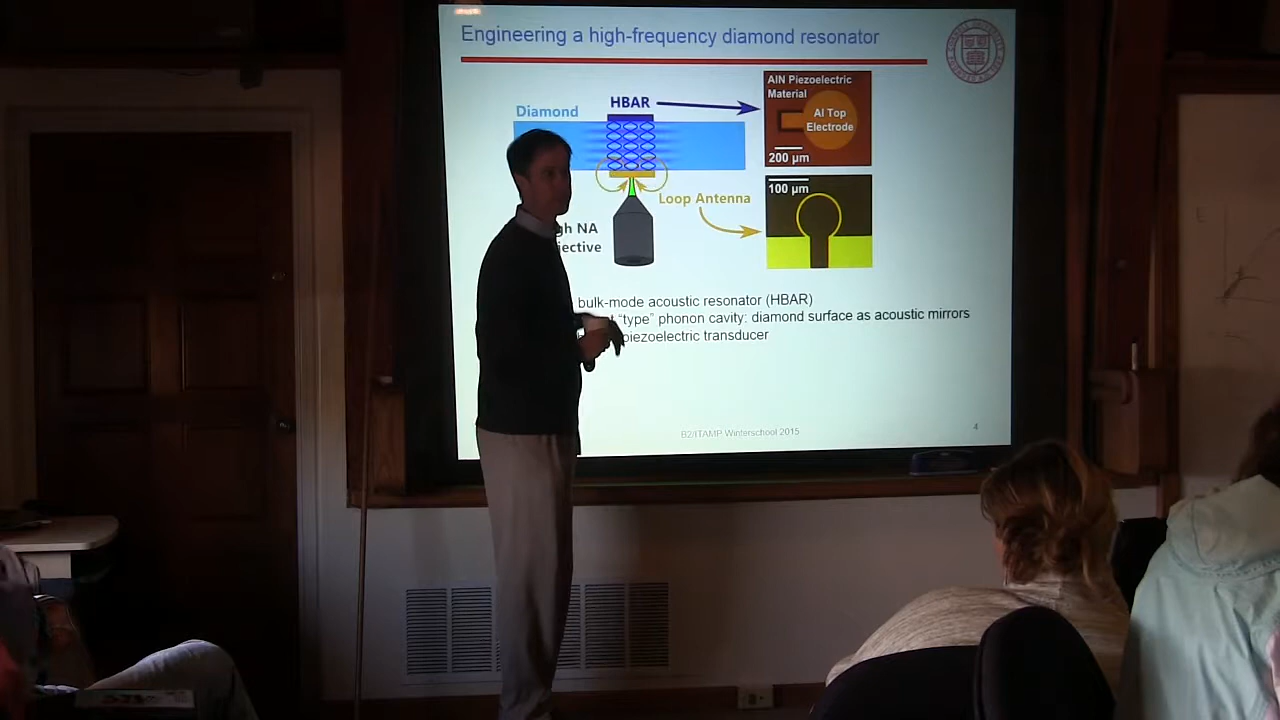 Engineering a high-frequency diamond resonator
AlN Piezoelectric
Material
Al Top
Electrode
200 µm
HBAR
Diamond
100 µm
Loop Antenna
gh NA
jective
bulk-mode acoustic resonator (HBAR)
"type" phonon cavity: diamond surface as acoustic mirrors
piezoelectric transducer
B2/ITAMP Winterschool 2015
4